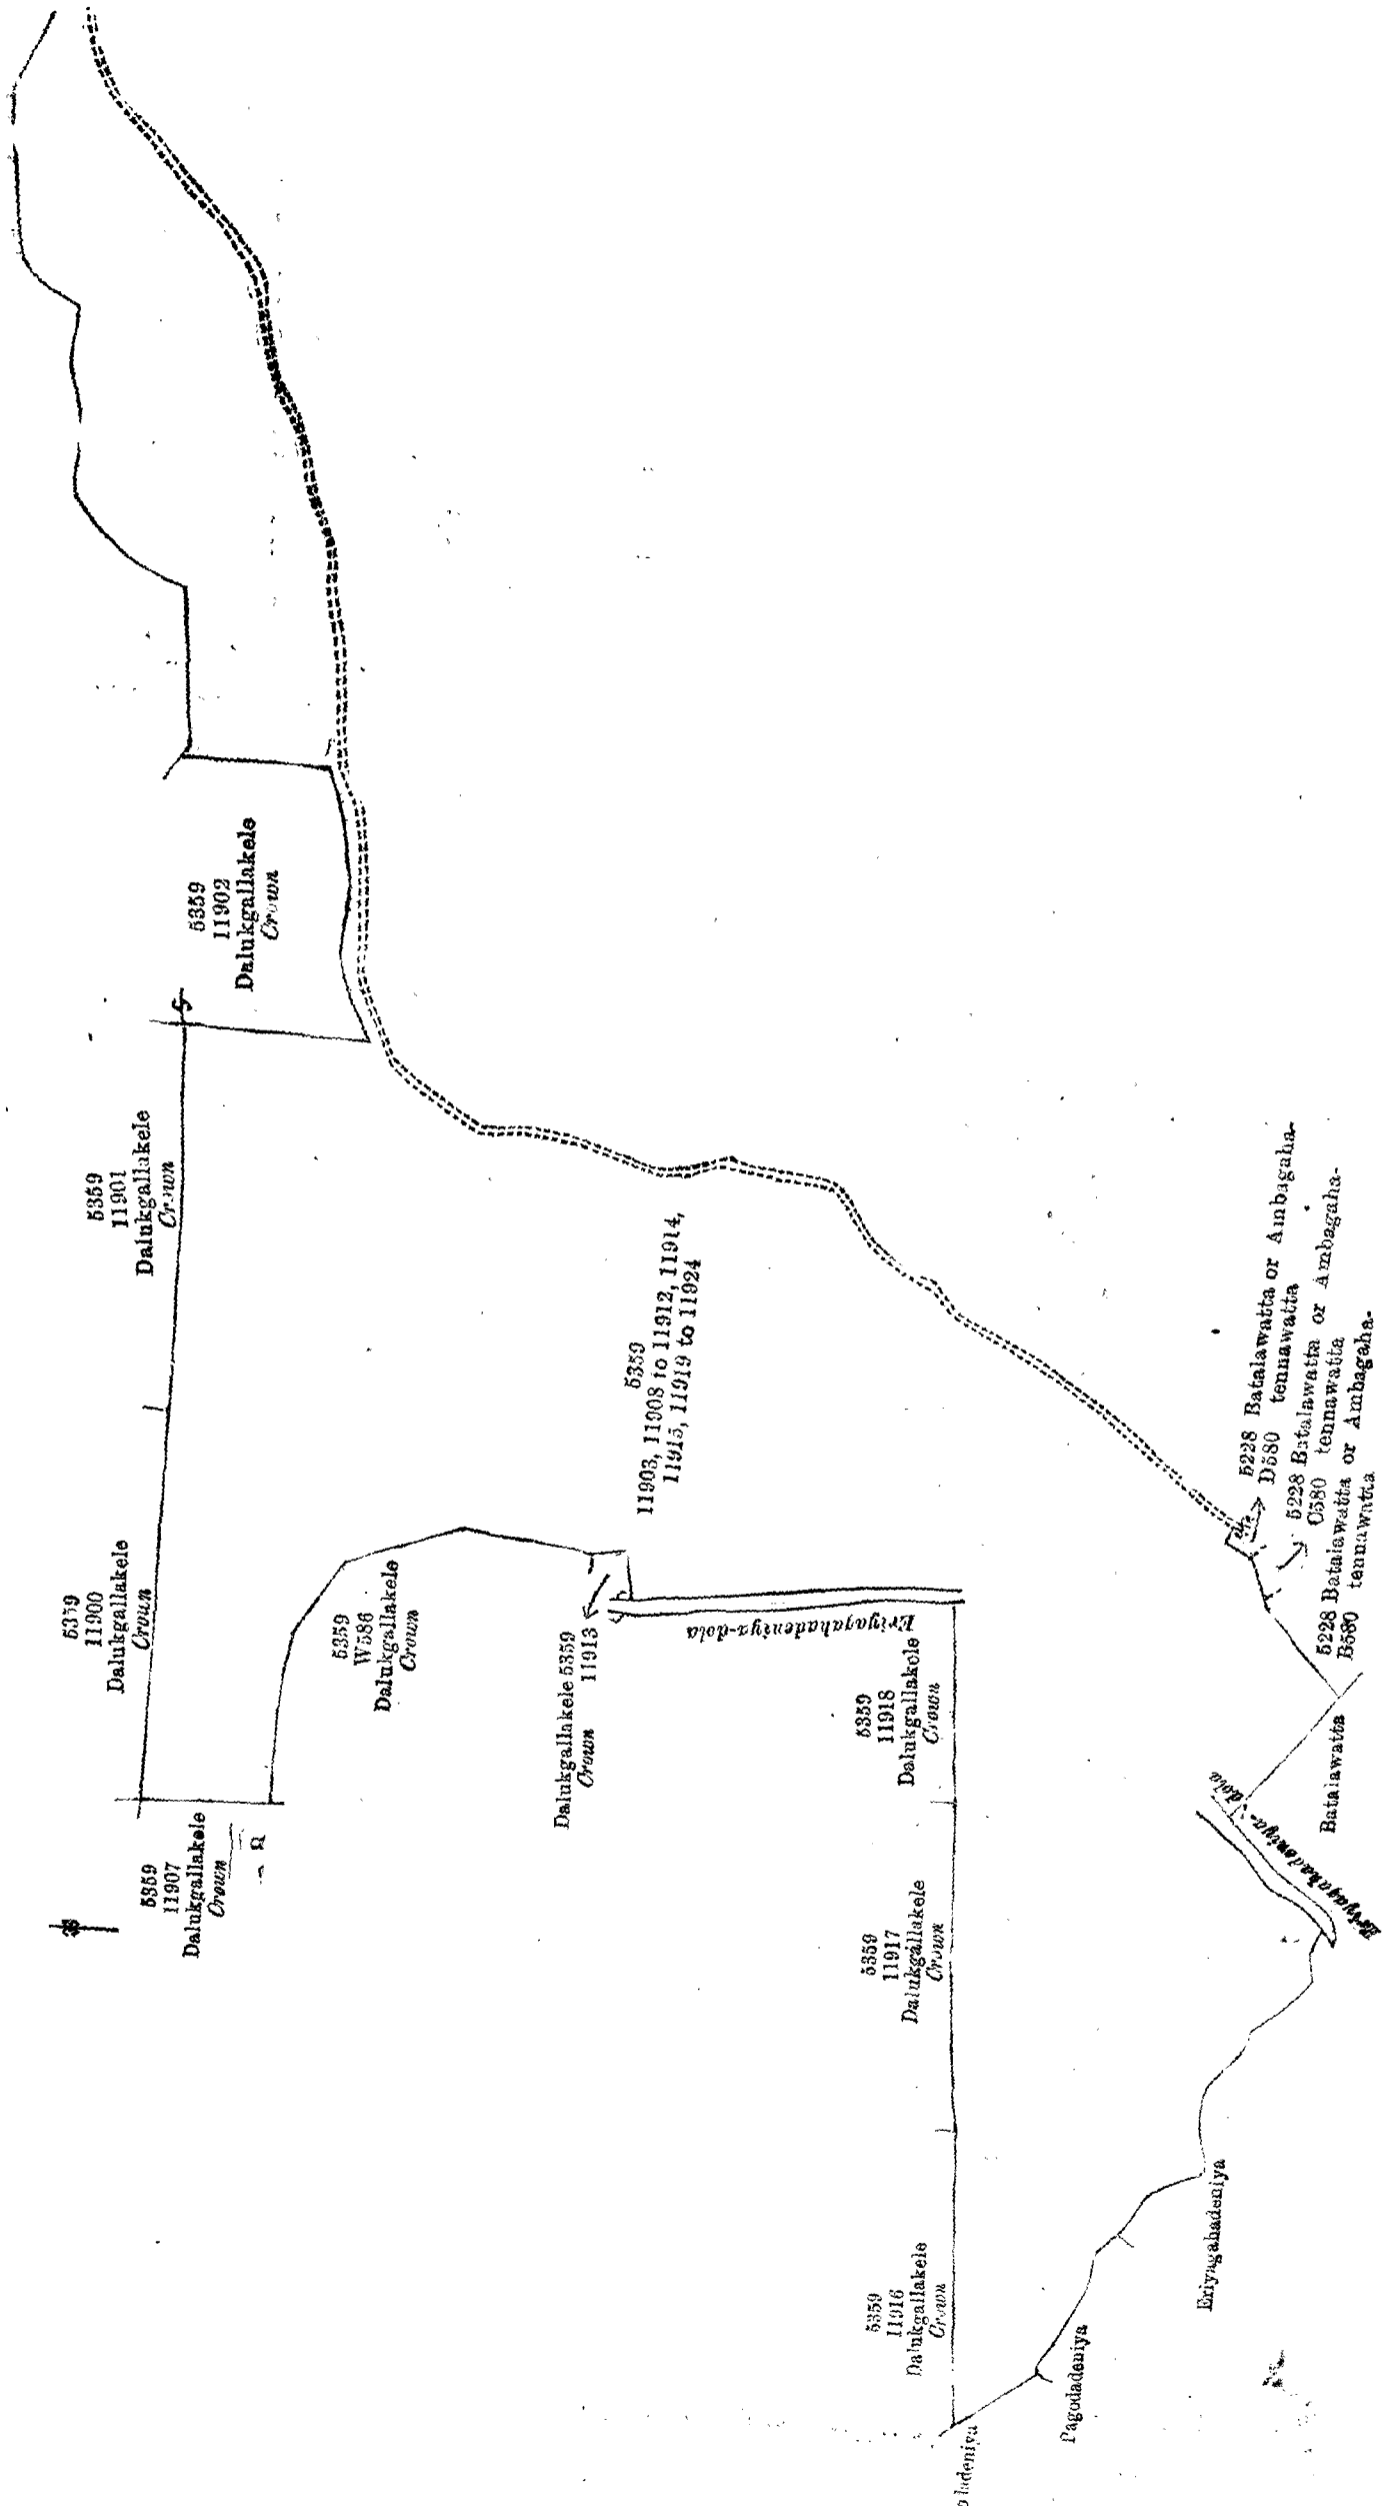 5359
11907
Dalukgallakele
Crown
5359
11900
Dalukgallakele
Crown
5359
11901
Dalukgallakele
Crown
5359
11902
Dalukgallakele
Crown
5359
W586
Dalukgallakele
Crown
Dalukgallakele 5359
11913
Crown
5359
11903, 11908 to 11912, 11914,
11915, 11919 to 11924
Eriyagahadeniya-dola
5359
11916
Dalukgallakele
Crown
5359
11917
Dalukgallakele
Crown
5359
11918
Dalukgallakele
Crown
Pagodadeniya
Eriyagahadeniya
Eriyagahadeniya-dola
Batalawatta
5228 Batalawatta or Ambagaha-
D580 tennawatta
5228 Batalawatta or Ambagaha-
C580 tennawatta
5228 Batalawatta or Ambagaha-
B580 tennawatta